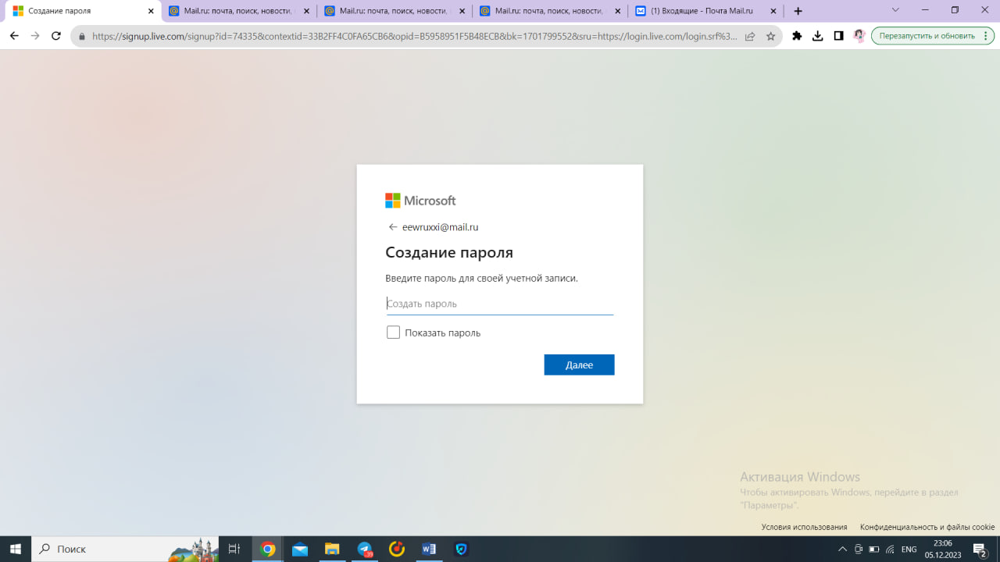 Создание пароля
Mail.ru: почта, поиск, новости,
Mail.ru: почта, поиск, новости,
Mail.ru: почта, поиск, новости,
(1) Входящие - Почта Mail.ru
https://signup.live.com/signup?id=74335&contextid=33B2FF4C0FA65CB6&opid=B5958951F5B48ECB&bk=1701799552&sru=https://login.live.com/login.srf%3...
Перезапустить и обновить
Microsoft
eewruxxi@mail.ru
Создание пароля
Введите пароль для своей учетной записи.
Создать пароль
Показать пароль
Далее
Активация Windows
Чтобы активировать Windows, перейдите в раздел
"Параметры".
Условия использования Конфиденциальность и файлы cookie
Поиск
39
ENG
23:06
05.12.2023
2